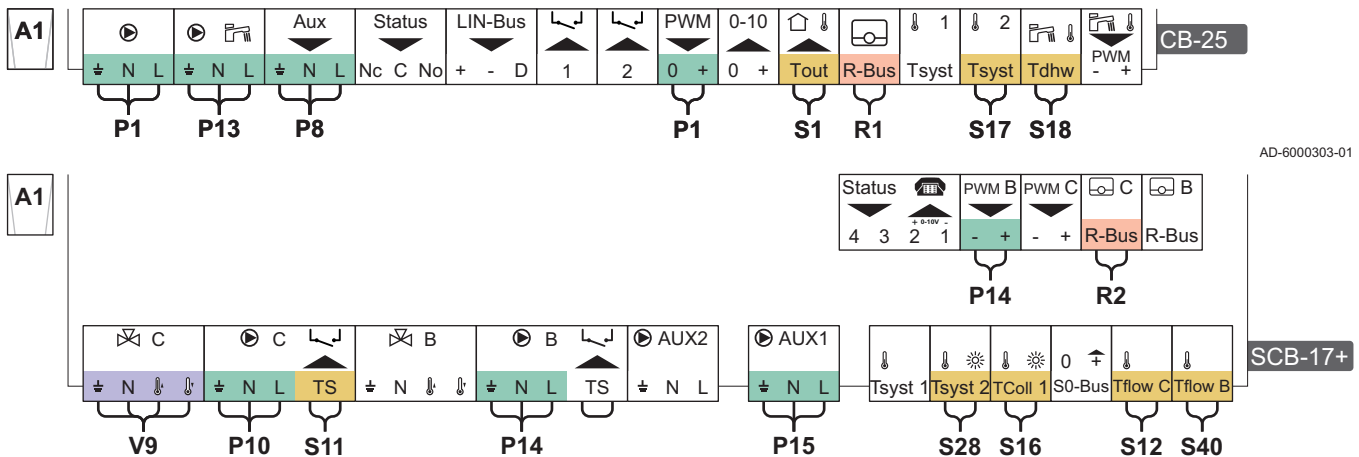 A1
Aux Status LIN-Bus PWM 0-10 1 2 CB-25
N L N L N L Nc C No + - D 1 2 0 + 0 + Tout R-Bus Tsyst Tsyst Tdhw PWM - +
P1 P13 P8 P1 S1 R1 S17 S18
AD-6000303-01
A1
Status PWM B PWM C C B
+ 0-10V -
4 3 2 1 - + - + R-Bus R-Bus
P14 R2
C C B B AUX2 AUX1 0 + SCB-17+
N N L TS N N L TS N L N L Tsyst 1 Tsyst 2 TColl 1 S0-Bus Tflow C Tflow B
V9 P10 S11 P14 P15 S28 S16 S12 S40